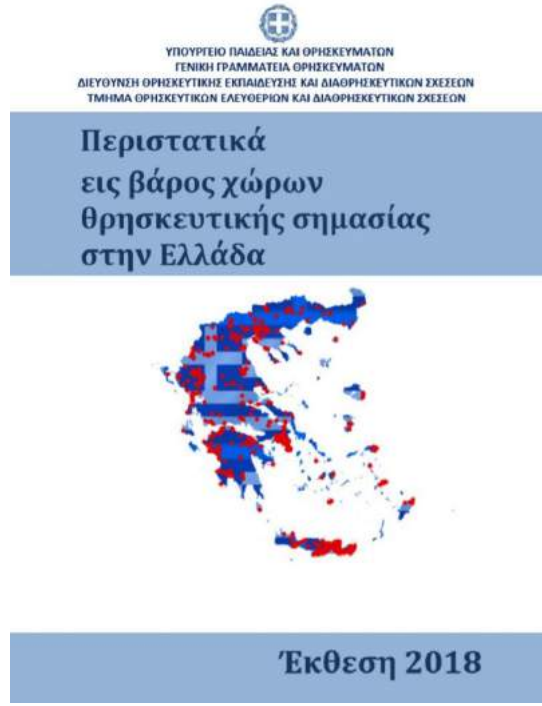 ΥΠΟΥΡΓΕΙΟ ΠΑΙΔΕΙΑΣ ΚΑΙ ΘΡΗΣΚΕΥΜΑΤΩΝ
ΓΕΝΙΚΗ ΓΡΑΜΜΑΤΕΙΑ ΘΡΗΣΚΕΥΜΑΤΩΝ
ΔΙΕΥΘΥΝΣΗ ΘΡΗΣΚΕΥΤΙΚΗΣ ΕΚΠΑΙΔΕΥΣΗΣ ΚΑΙ ΔΙΑΘΡΗΣΚΕΥΤΙΚΩΝ ΣΧΕΣΕΩΝ
ΤΜΗΜΑ ΘΡΗΣΚΕΥΤΙΚΩΝ ΕΛΕΥΘΕΡΙΩΝ ΚΑΙ ΔΙΑΘΡΗΣΚΕΥΤΙΚΩΝ ΣΧΕΣΕΩΝ
Περιστατικά
εις βάρος χώρων
θρησκευτικής σημασίας
στην Ελλάδα
Έκθεση 2018